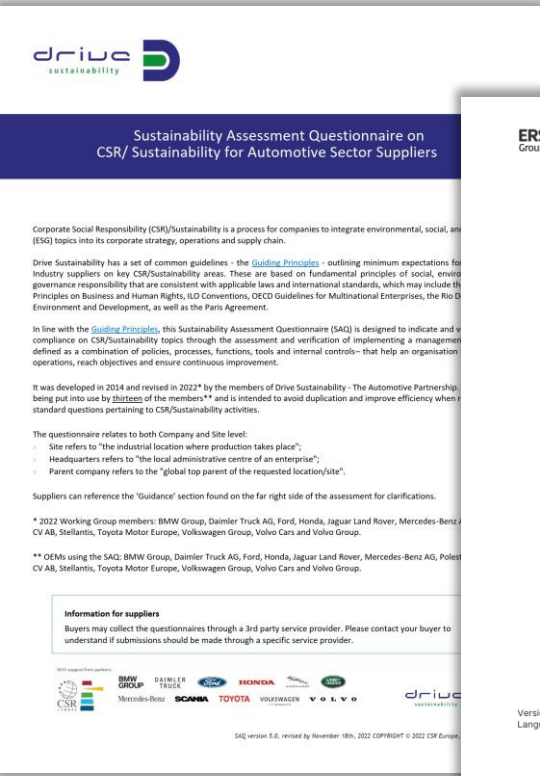 drive
sustainability
Sustainability Assessment Questionnaire on
CSR/ Sustainability for Automotive Sector Suppliers
Corporate Social Responsibility (CSR)/Sustainability is a process for companies to integrate environmental, social, and
(ESG) topics into its corporate strategy, operations and supply chain.
Drive Sustainability has a set of common guidelines - the Guiding Principles - outlining minimum expectations for
Industry suppliers on key CSR/Sustainability areas. These are based on fundamental principles of social, enviro
governance responsibility that are consistent with applicable laws and international standards, which may include th
Principles on Business and Human Rights, ILO Conventions, OECD Guidelines for Multinational Enterprises, the Rio D
Environment and Development, as well as the Paris Agreement.
In line with the Guiding Principles, this Sustainability Assessment Questionnaire (SAQ) is designed to indicate and v
compliance on CSR/Sustainability topics through the assessment and verification of implementing a managemen
defined as a combination of policies, processes, functions, tools and internal controls– that help an organisation
operations, reach objectives and ensure continuous improvement.
It was developed in 2014 and revised in 2022* by the members of Drive Sustainability - The Automotive Partnership.
being put into use by thirteen of the members** and is intended to avoid duplication and improve efficiency when r
standard questions pertaining to CSR/Sustainability activities.
The questionnaire relates to both Company and Site level:
› Site refers to "the industrial location where production takes place";
› Headquarters refers to "the local administrative centre of an enterprise";
› Parent company refers to the "global top parent of the requested location/site".
Suppliers can reference the 'Guidance' section found on the far right side of the assessment for clarifications.
* 2022 Working Group members: BMW Group, Daimler Truck AG, Ford, Honda, Jaguar Land Rover, Mercedes-Benz A
CV AB, Stellantis, Toyota Motor Europe, Volkswagen Group, Volvo Cars and Volvo Group.
** OEMs using the SAQ: BMW Group, Daimler Truck AG, Ford, Honda, Jaguar Land Rover, Mercedes-Benz AG, Polest
CV AB, Stellantis, Toyota Motor Europe, Volkswagen Group, Volvo Cars and Volvo Group.
Information for suppliers
Buyers may collect the questionnaires through a 3rd party service provider. Please contact your buyer to
understand if submissions should be made through a specific service provider.
With support from partners:
CSR
BMW GROUP DAIMLER TRUCK Ford HONDA
Mercedes-Benz SCANIA TOYOTA VOLKSWAGEN VOLVO
drive
sustainability
SAQ version 5.0, revised by November 18th, 2022 COPYRIGHT © 2022 CSR Europe.
ERS
Grou
Versi
Langu